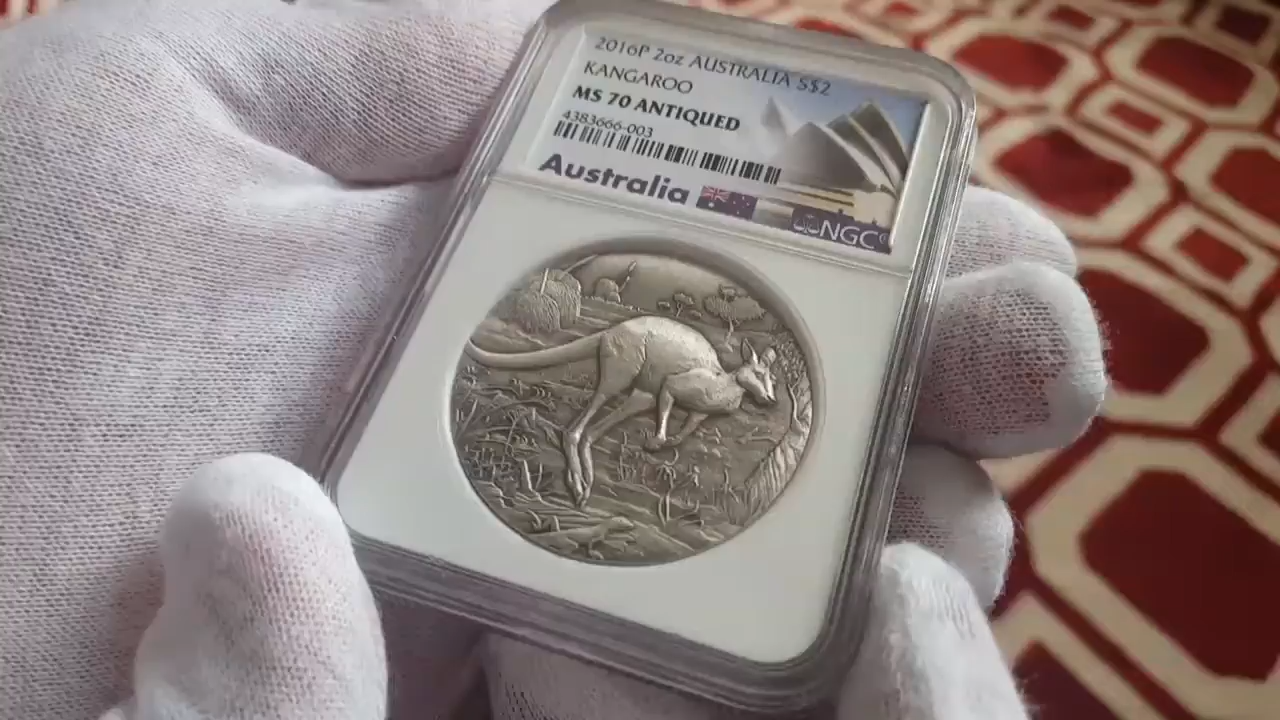 2016P 2oz AUSTRALIA S$2
KANGAROO
MS 70 ANTIQUED
4383666-003
Australia
NGC